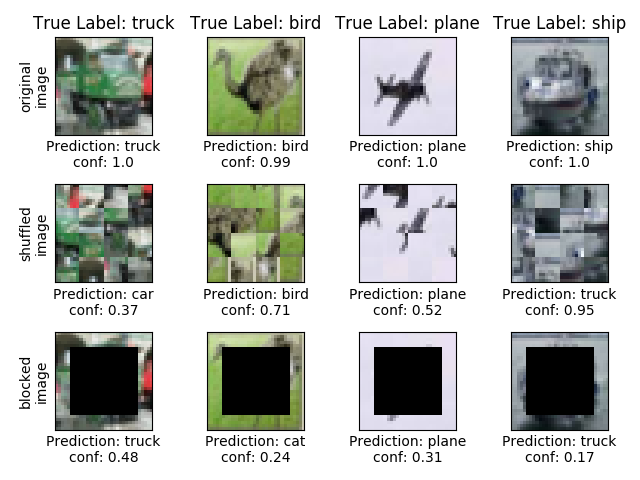 True Label: truck True Label: bird True Label: plane True Label: ship
original
image
Prediction: truck Prediction: bird Prediction: plane Prediction: ship
conf: 1.0 conf: 0.99 conf: 1.0 conf: 1.0
shuffled
image
Prediction: car Prediction: bird Prediction: plane Prediction: truck
conf: 0.37 conf: 0.71 conf: 0.52 conf: 0.95
blocked
image
Prediction: truck Prediction: cat Prediction: plane Prediction: truck
conf: 0.48 conf: 0.24 conf: 0.31 conf: 0.17